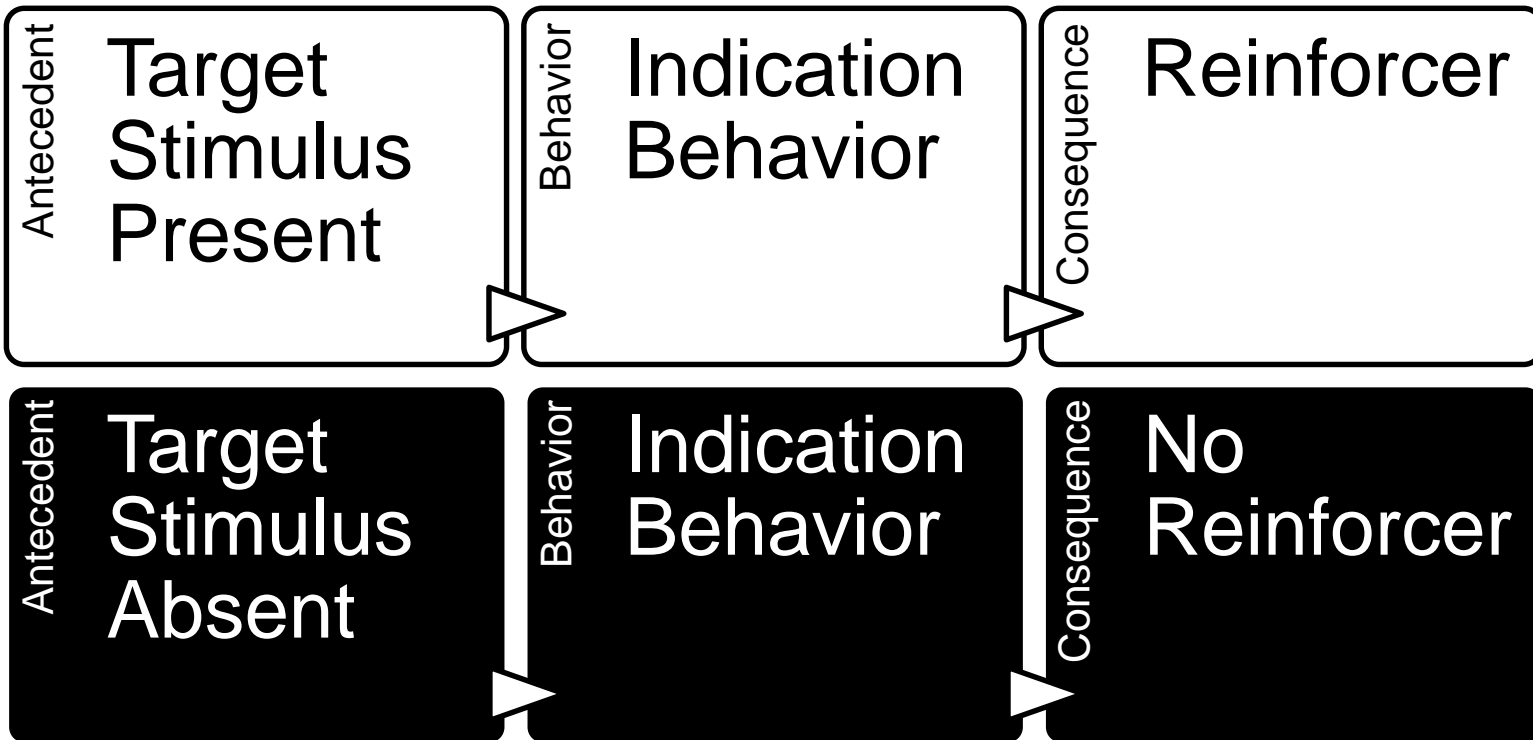 Antecedent
Target
Stimulus
Present
Behavior
Indication
Behavior
Consequence
Reinforcer
Antecedent
Target
Stimulus
Absent
Behavior
Indication
Behavior
Consequence
No
Reinforcer